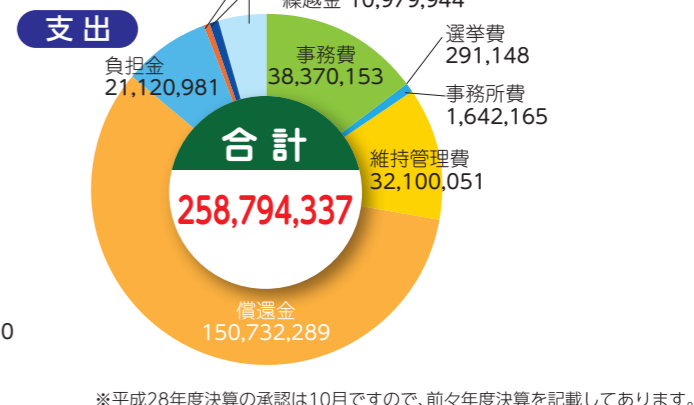 繰越金 10,979,944
支出
選挙費
291,148
事務費
38,370,153
負担金
21,120,981
事務所費
1,642,165
合計
258,794,337
維持管理費
32,100,051
償還金
150,732,289
0
※平成28年度決算の承認は10月ですので、前々年度決算を記載してあります。